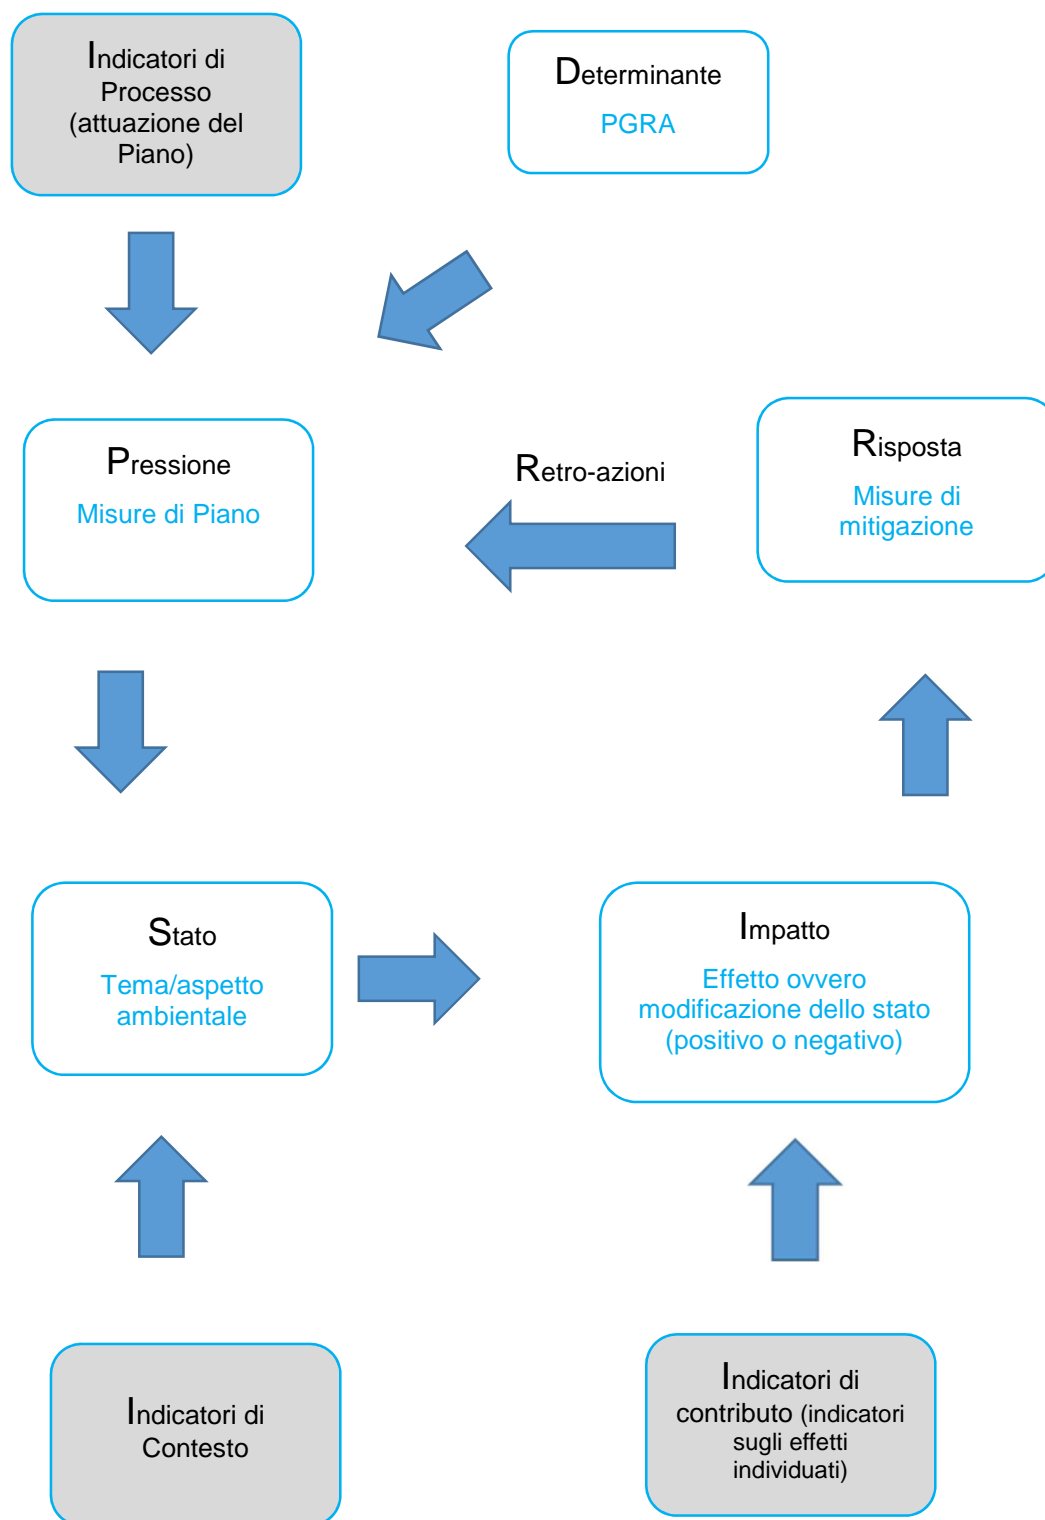 Indicatori di
Processo
(attuazione del
Piano)
Determinante
PGRA
Pressione
Misure di Piano
Retro-azioni
Risposta
Misure di
mitigazione
Stato
Tema/aspetto
ambientale
Impatto
Effetto ovvero
modificazione dello stato
(positivo o negativo)
Indicatori di
Contesto
Indicatori di
contributo (indicatori
sugli effetti
individuati)